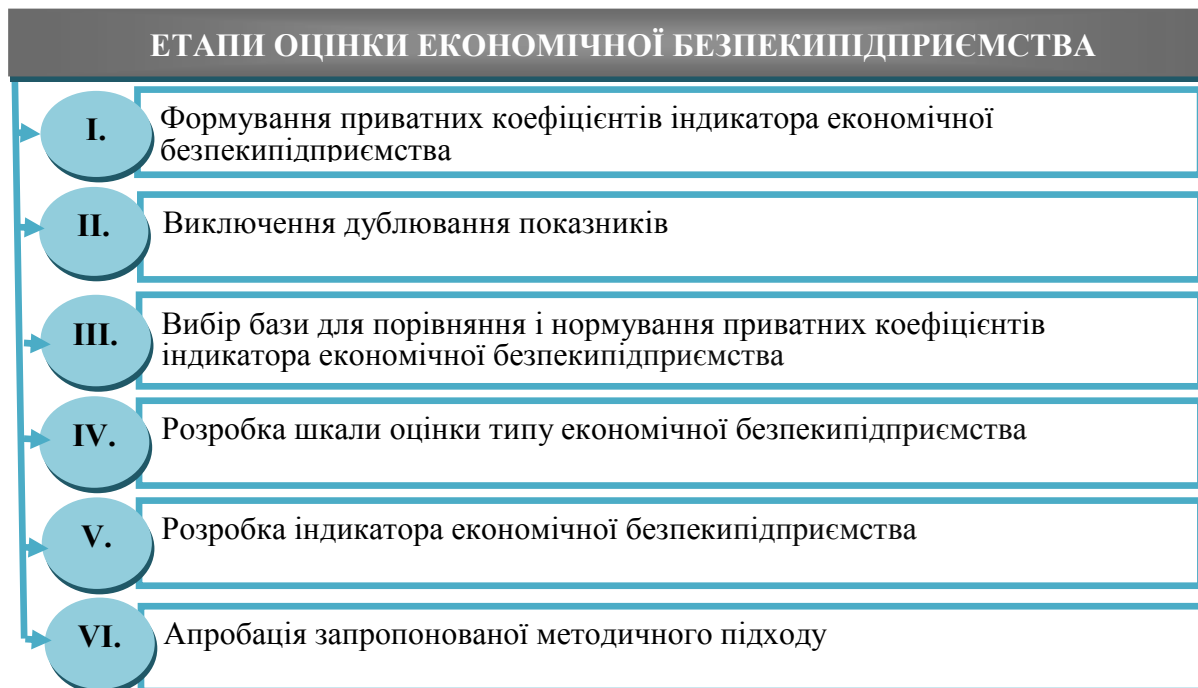 ЕТАПИ ОЦІНКИ ЕКОНОМІЧНОЇ БЕЗПЕКИПІДПРИЄМСТВА
I.
Формування приватних коефіцієнтів індикатора економічної
безпекипідприємства
II.
Виключення дублювання показників
III.
Вибір бази для порівняння і нормування приватних коефіцієнтів
індикатора економічної безпекипідприємства
IV.
Розробка шкали оцінки типу економічної безпекипідприємства
V.
Розробка індикатора економічної безпекипідприємства
VI.
Апробація запропонованої методичного підходу